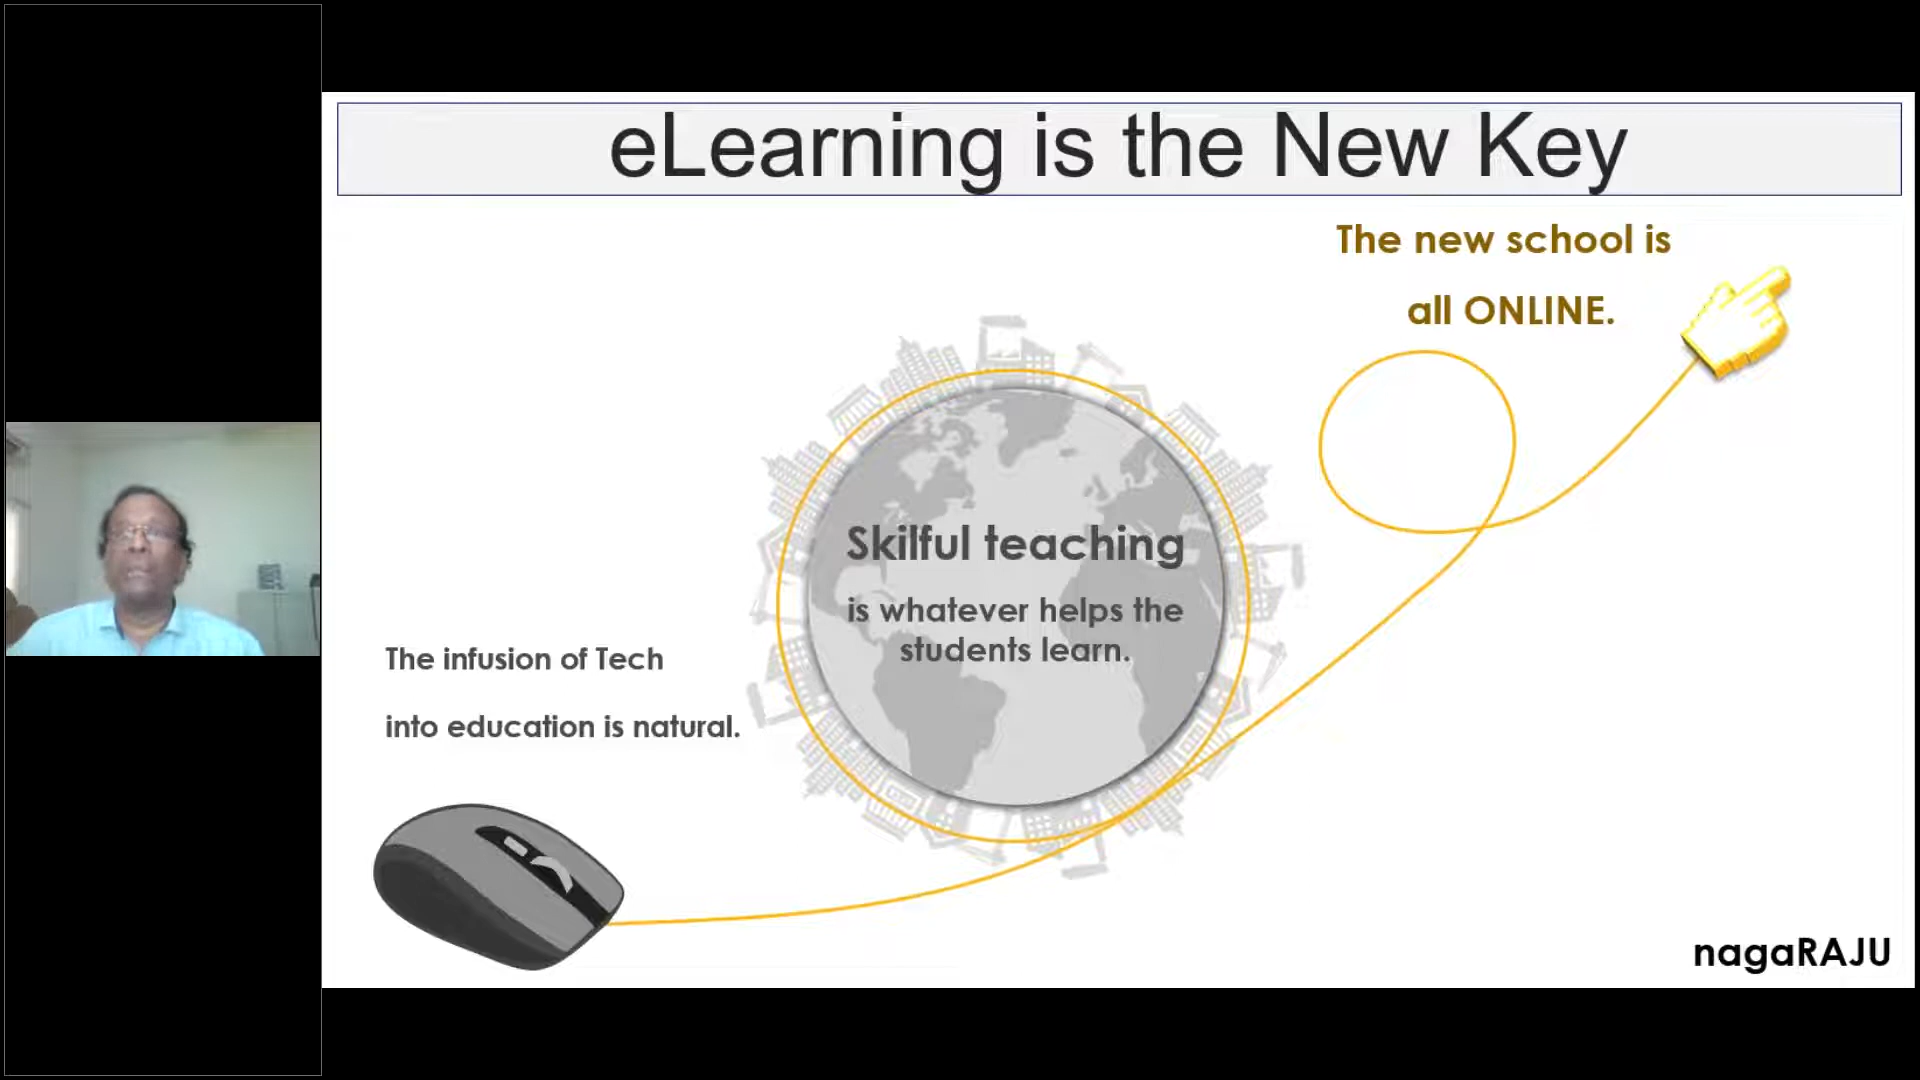 eLearning is the New Key
The new school is
all ONLINE.
Skilful teaching
is whatever helps the
students learn.
The infusion of Tech
into education is natural.
nagaRAJU